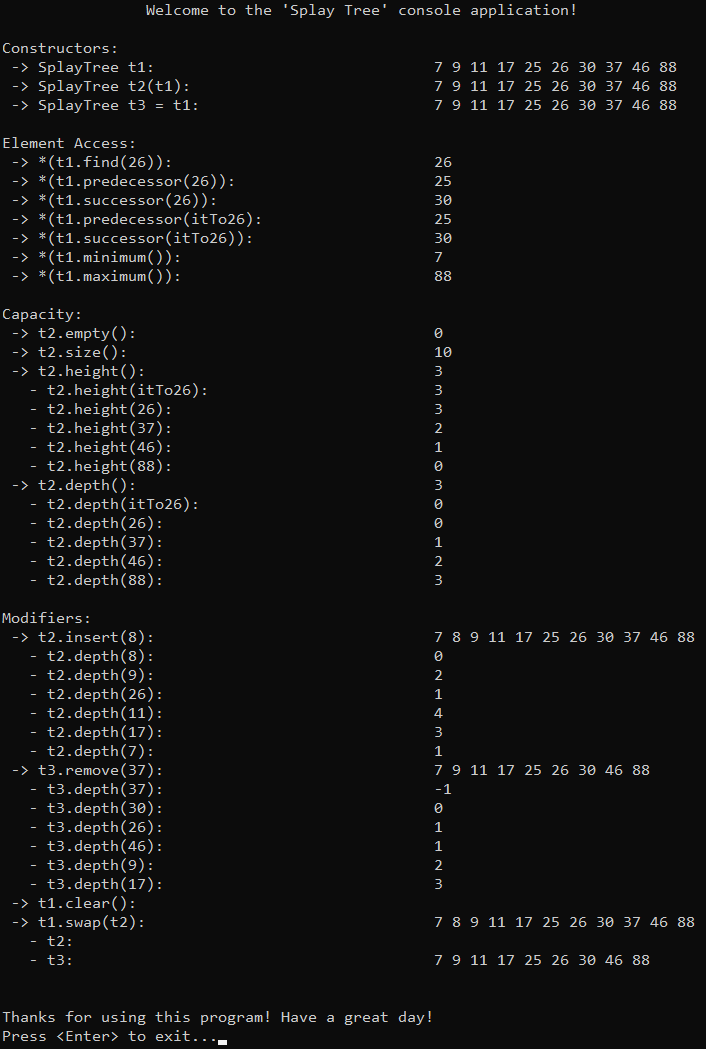 Welcome to the 'Splay Tree' console application!
Constructors:
-> SplayTree t1: 7 9 11 17 25 26 30 37 46 88
-> SplayTree t2(t1): 7 9 11 17 25 26 30 37 46 88
-> SplayTree t3 = t1: 7 9 11 17 25 26 30 37 46 88
Element Access:
-> *(t1.find(26)): 26
-> *(t1.predecessor(26)): 25
-> *(t1.successor(26)): 30
-> *(t1.predecessor(itTo26): 25
-> *(t1.successor(itTo26)): 30
-> *(t1.minimum()): 7
-> *(t1.maximum()): 88
Capacity:
-> t2.empty(): 0
-> t2.size(): 10
-> t2.height(): 3
- t2.height(itTo26): 3
- t2.height(26): 3
- t2.height(37): 2
- t2.height(46): 1
- t2.height(88): 0
-> t2.depth(): 3
- t2.depth(itTo26): 0
- t2.depth(26): 0
- t2.depth(37): 1
- t2.depth(46): 2
- t2.depth(88): 3
Modifiers:
-> t2.insert(8): 7 8 9 11 17 25 26 30 37 46 88
- t2.depth(8): 0
- t2.depth(9): 2
- t2.depth(26): 1
- t2.depth(11): 4
- t2.depth(17): 3
- t2.depth(7): 1
-> t3.remove(37): 7 9 11 17 25 26 30 46 88
- t3.depth(37): -1
- t3.depth(30): 0
- t3.depth(26): 1
- t3.depth(46): 1
- t3.depth(9): 2
- t3.depth(17): 3
-> t1.clear():
-> t1.swap(t2): 7 8 9 11 17 25 26 30 37 46 88
- t2:
- t3: 7 9 11 17 25 26 30 46 88
Thanks for using this program! Have a great day!
Press <Enter> to exit...